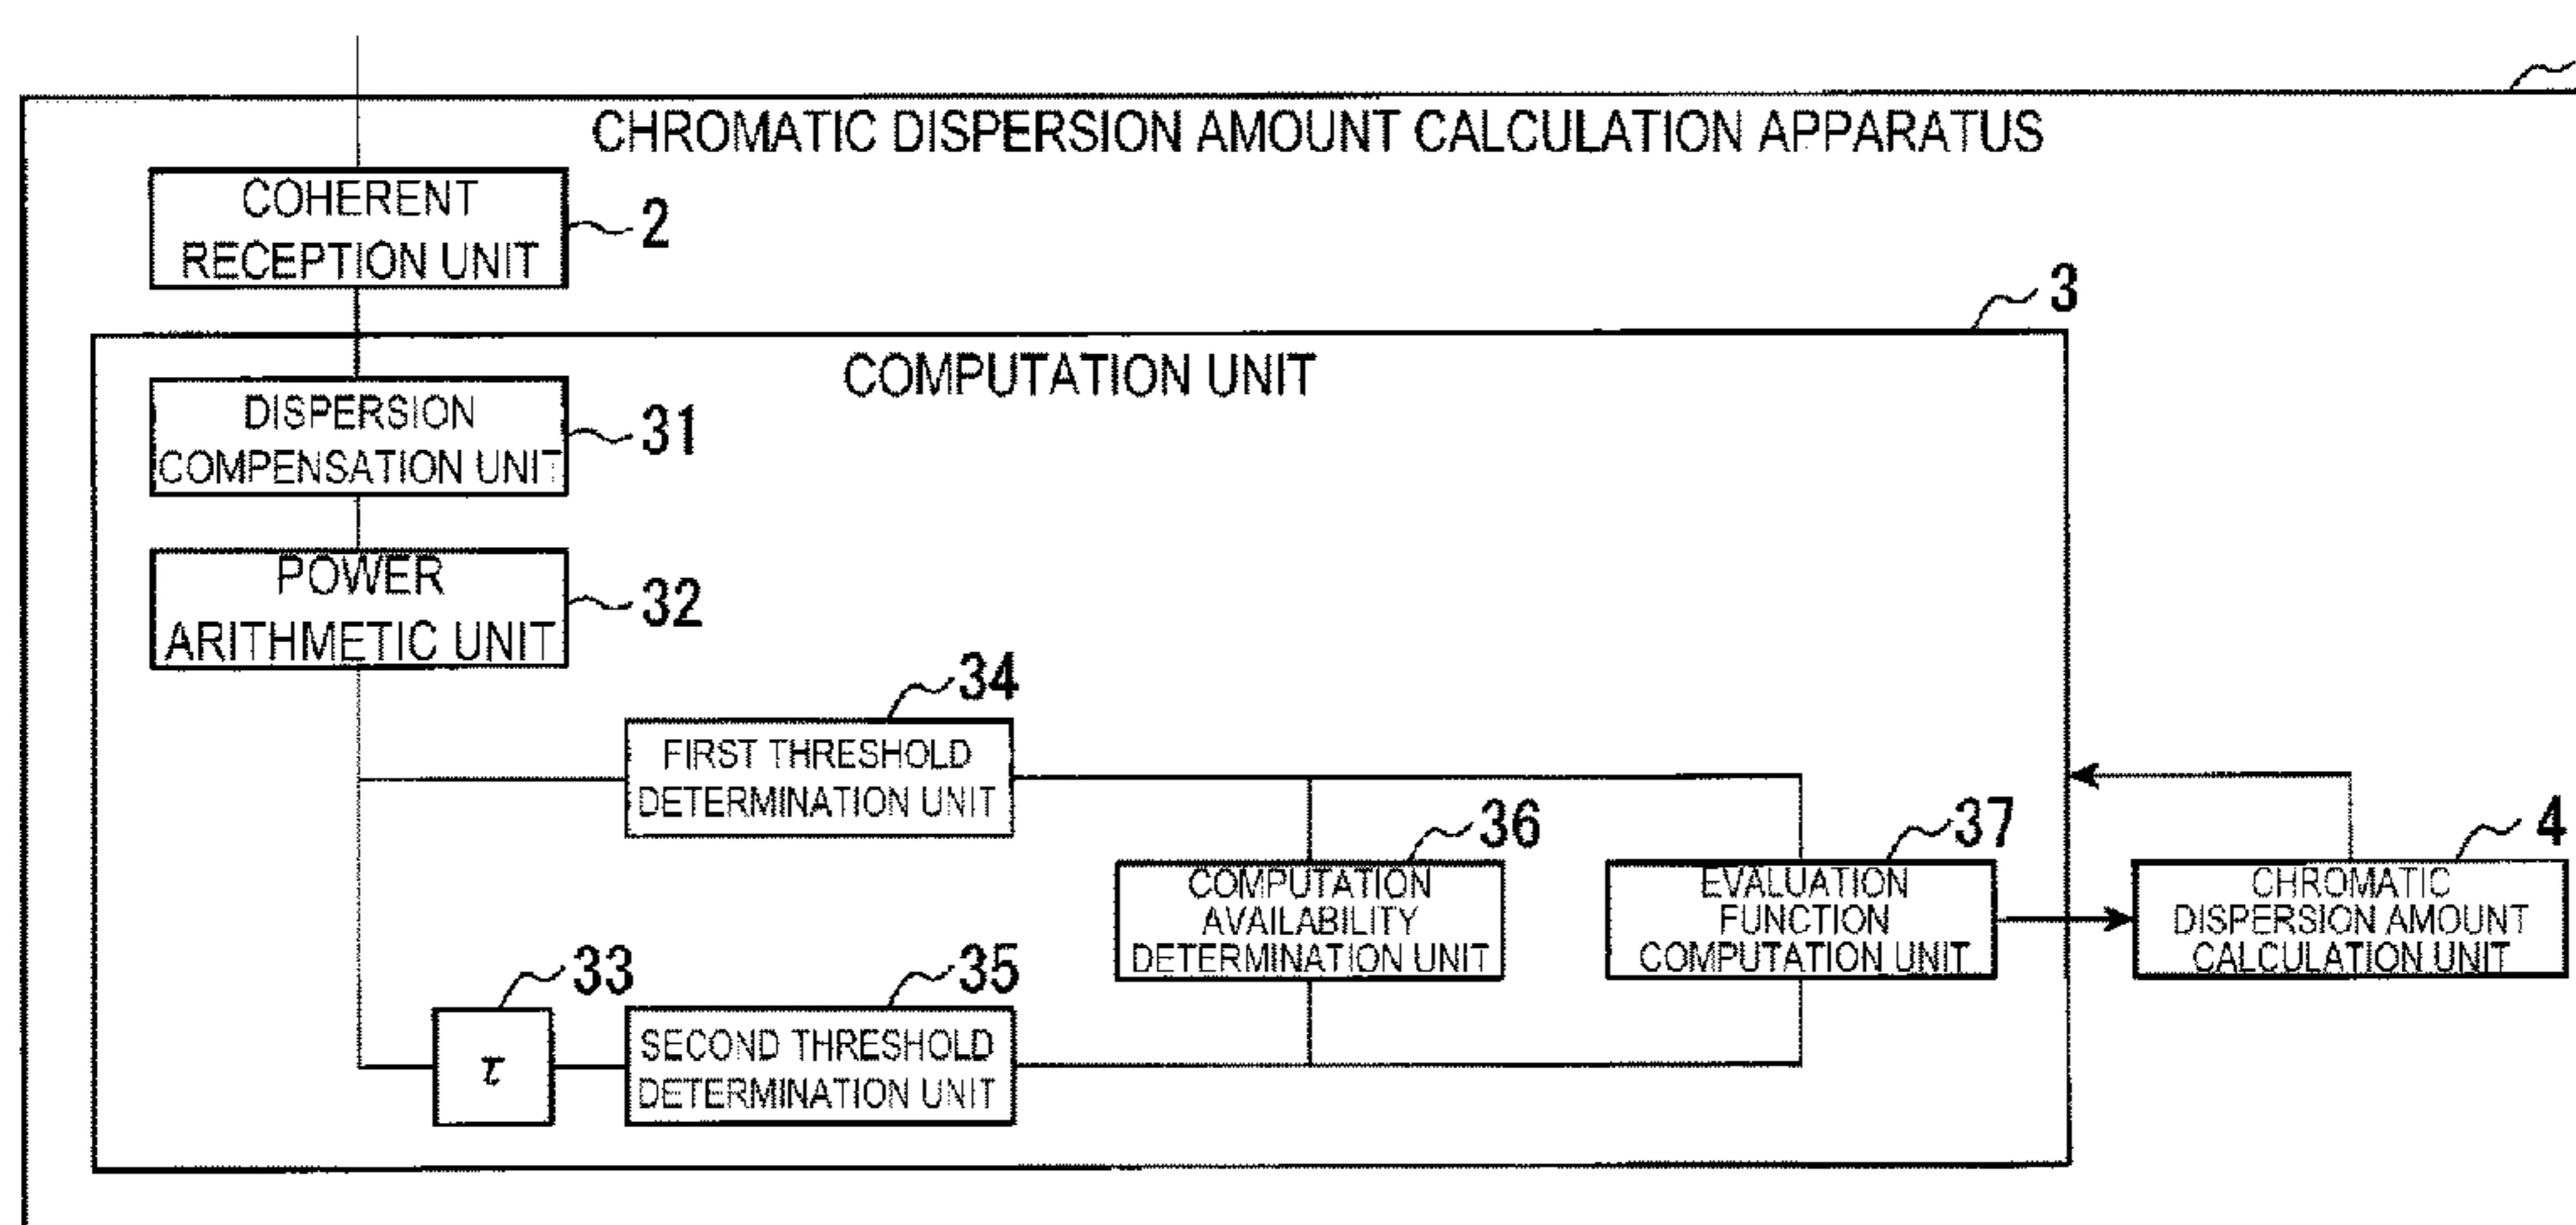 CHROMATIC DISPERSION AMOUNT CALCULATION APPARATUS
COHERENT
RECEPTION UNIT
2
3
COMPUTATION UNIT
DISPERSION
COMPENSATION UNIT
31
POWER
ARITHMETIC UNIT
32
34
FIRST THRESHOLD
DETERMINATION UNIT
36
COMPUTATION
AVAILABILITY
DETERMINATION UNIT
37
EVALUATION
FUNCTION
COMPUTATION UNIT
4
CHROMATIC
DISPERSION AMOUNT
CALCULATION UNIT
33
τ
35
SECOND THRESHOLD
DETERMINATION UNIT